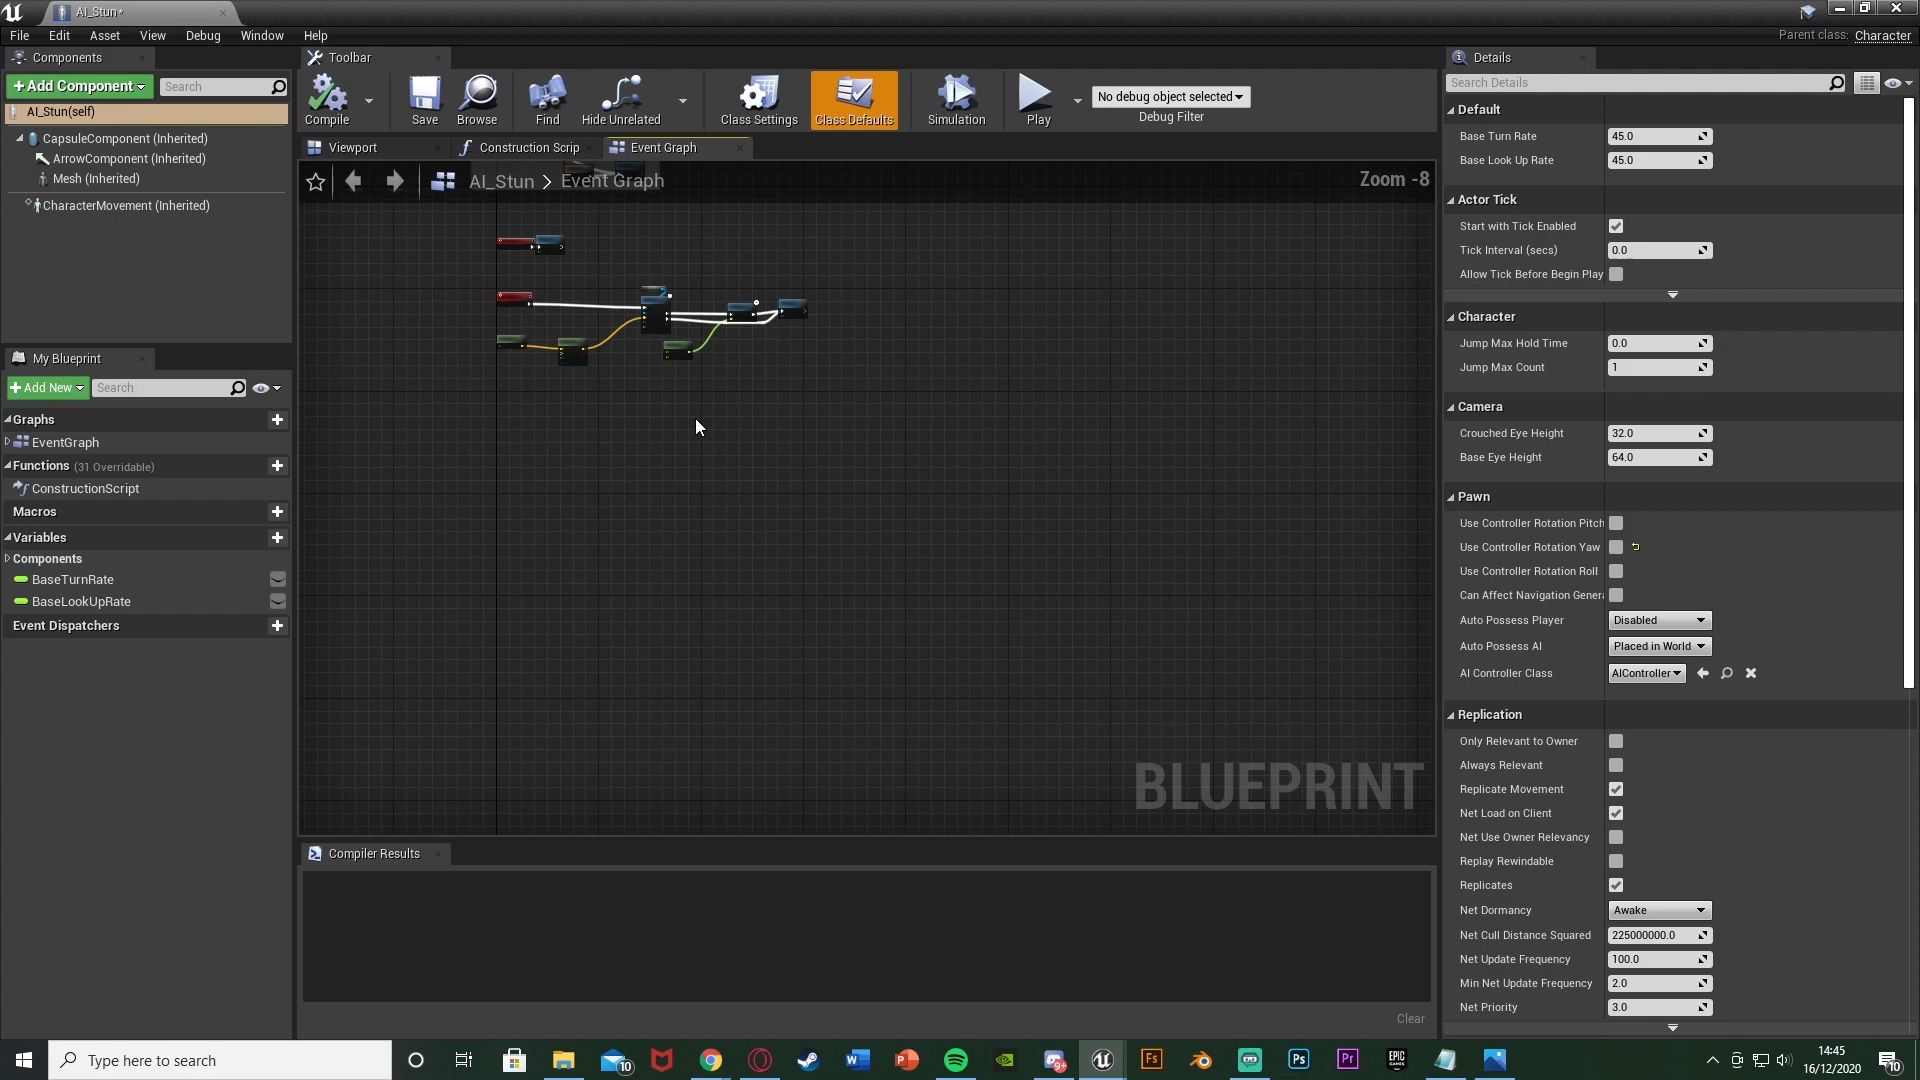 AI_Stun*
File Edit Asset View Debug Window Help
Parent class: Character
Components
+Add Component
Search
AI_Stun(self)
CapsuleComponent (Inherited)
ArrowComponent (Inherited)
Mesh (Inherited)
CharacterMovement (Inherited)
My Blueprint
+Add New
Search
Graphs
EventGraph
Functions (31 Overridable)
ConstructionScript
Macros
Variables
Components
BaseTurnRate
BaseLookUpRate
Event Dispatchers
Toolbar
Compile
Save
Browse
Find
Hide Unrelated
Class Settings
Class Defaults
Simulation
Play
No debug object selected
Debug Filter
Viewport
Construction Scrip
Event Graph
AI_Stun > Event Graph
Zoom -8
BLUEPRINT
Compiler Results
Clear
Details
Search Details
Default
Base Turn Rate 45.0
Base Look Up Rate 45.0
Actor Tick
Start with Tick Enabled
Tick Interval (secs) 0.0
Allow Tick Before Begin Play
Character
Jump Max Hold Time 0.0
Jump Max Count 1
Camera
Crouched Eye Height 32.0
Base Eye Height 64.0
Pawn
Use Controller Rotation Pitch
Use Controller Rotation Yaw
Use Controller Rotation Roll
Can Affect Navigation Genera
Auto Possess Player Disabled
Auto Possess AI Placed in World
AI Controller Class AIController
Replication
Only Relevant to Owner
Always Relevant
Replicate Movement
Net Load on Client
Net Use Owner Relevancy
Replay Rewindable
Replicates
Net Dormancy Awake
Net Cull Distance Squared 225000000.0
Net Update Frequency 100.0
Min Net Update Frequency 2.0
Net Priority 3.0
Type here to search
10
9+
Fs
Ps
Pr
EPIC GAMES
14:45
16/12/2020
10